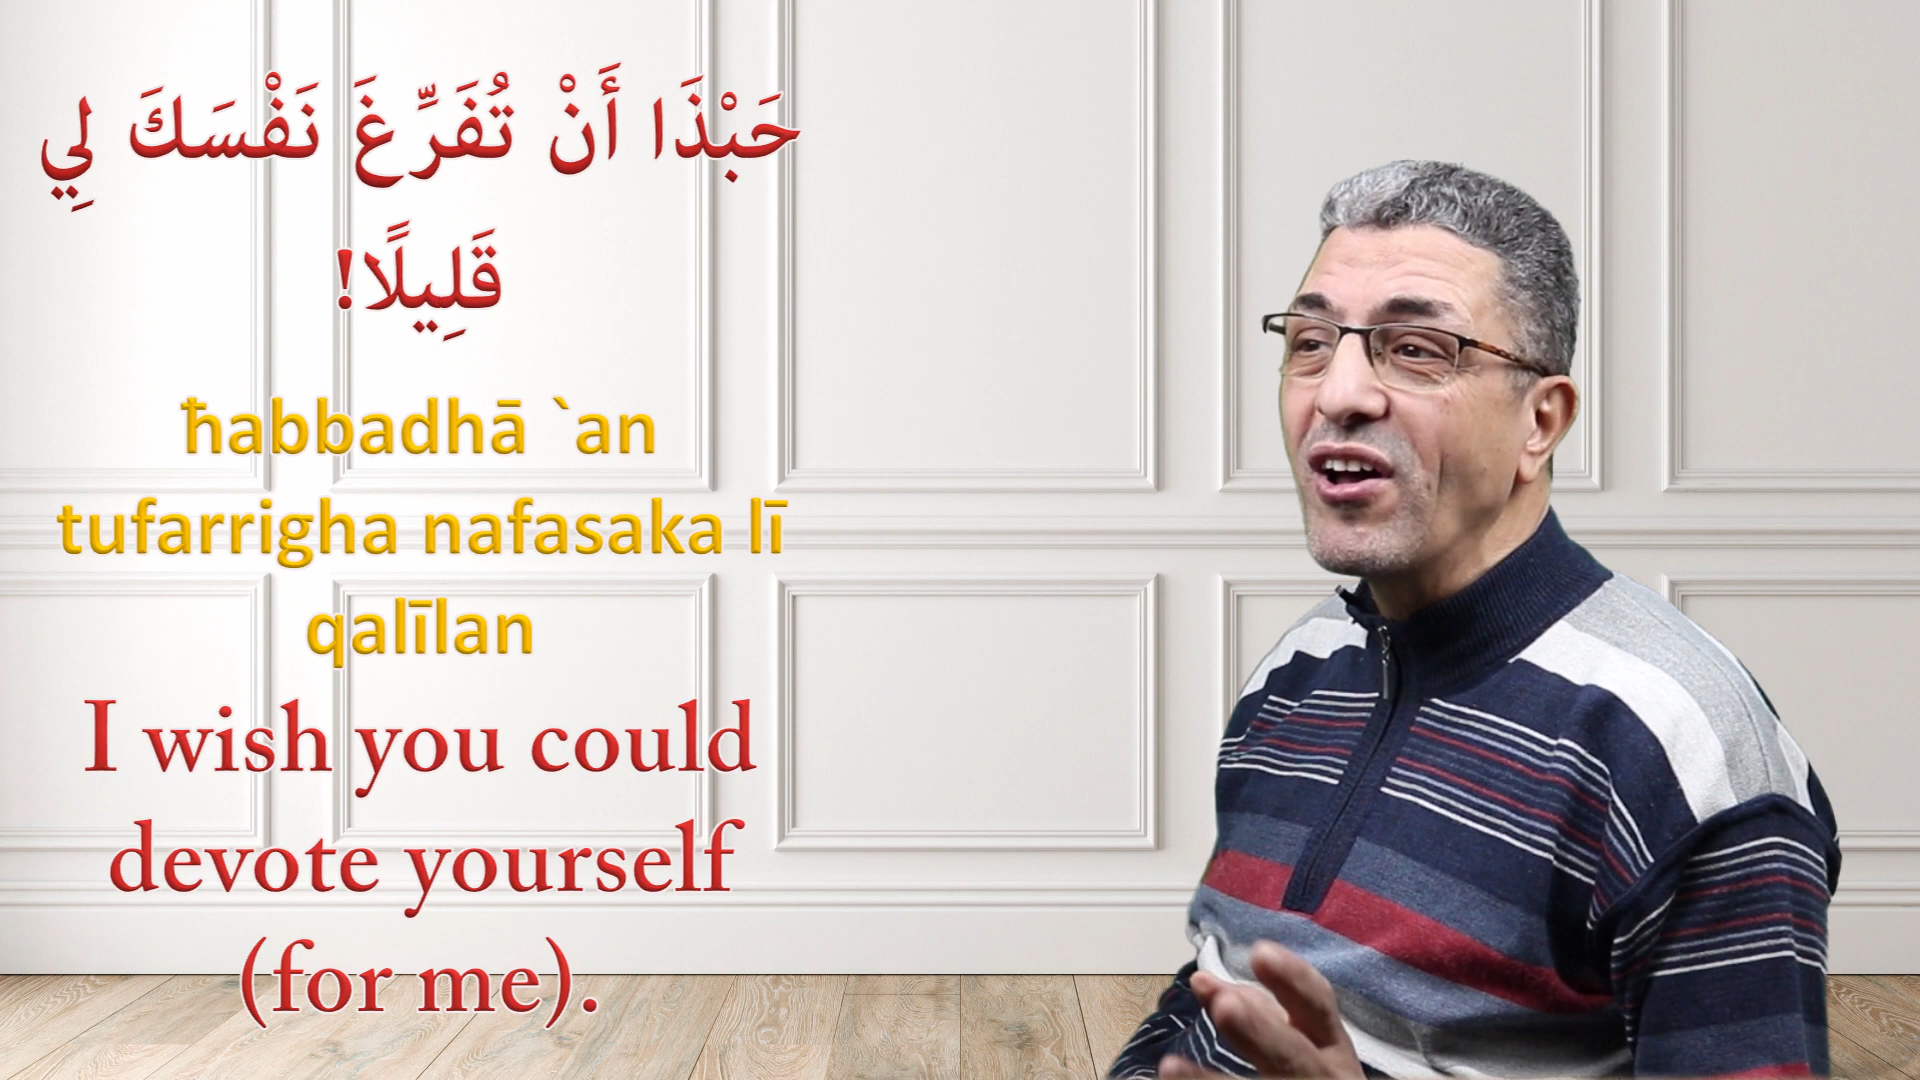 حَبْذَا أَنْ تُفَرِّغَ نَفْسَكَ لِي
قَلِيلًا!
ħabbadhā `an
tufarrigha nafasaka lī
qalīlan
I wish you could
devote yourself
(for me).